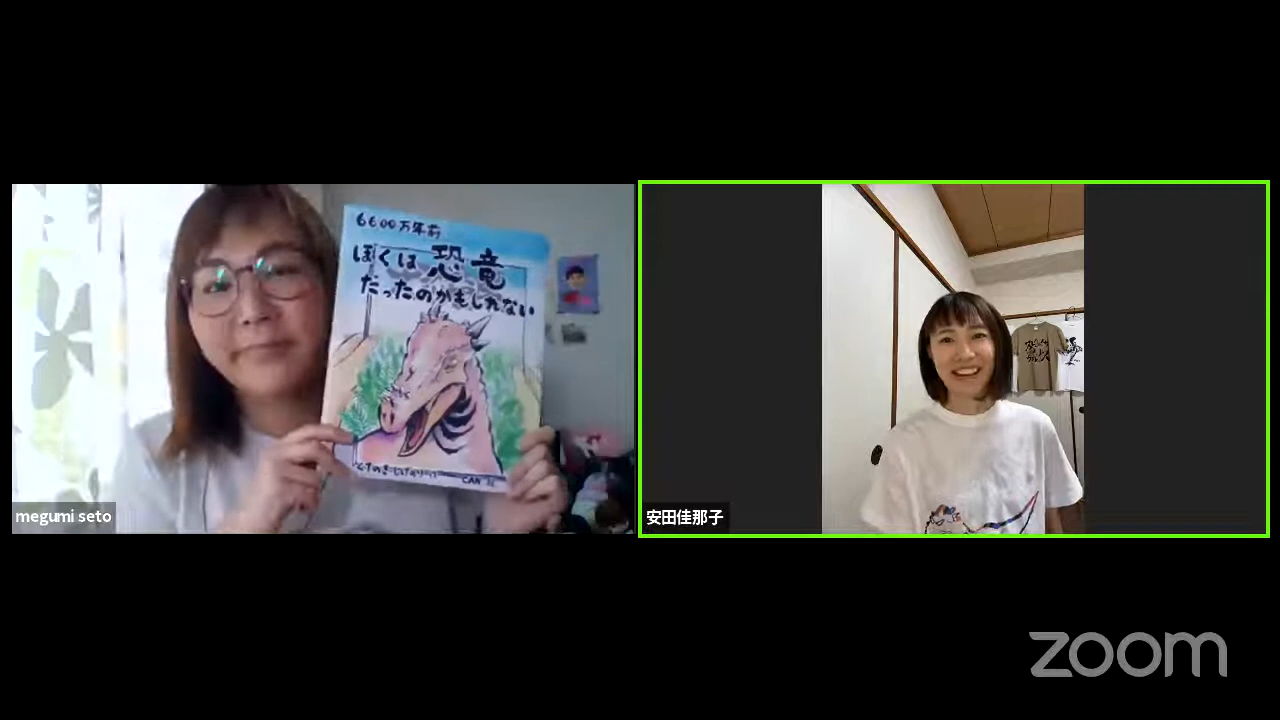 6600万年前
ぼくは恐竜
だったのかもしれない
CAN
megumi seto
安田佳那子
zoom